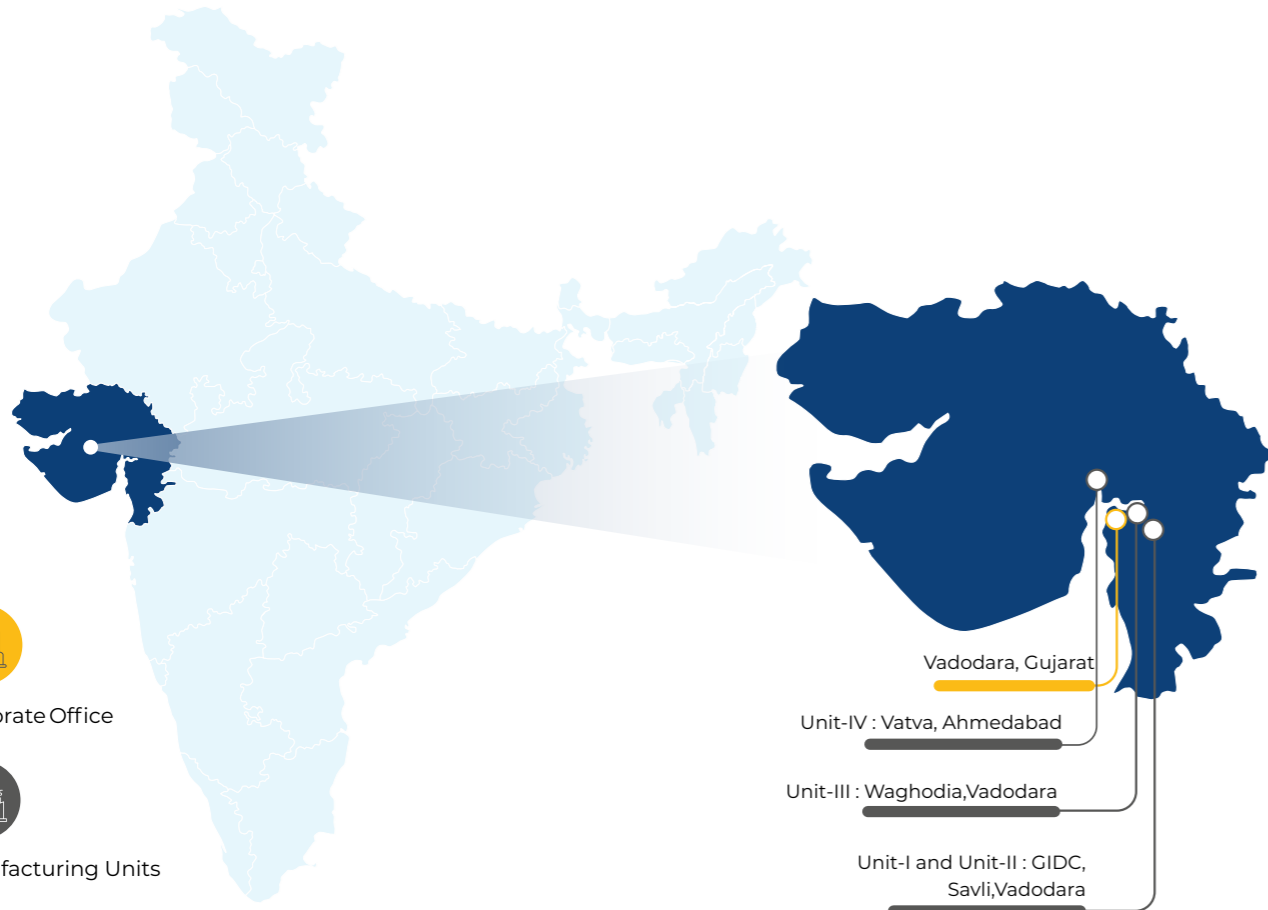 orate Office
facturing Units
Vadodara, Gujarat
Unit-IV : Vatva, Ahmedabad
Unit-III : Waghodia,Vadodara
Unit-I and Unit-II : GIDC,
Savli,Vadodara